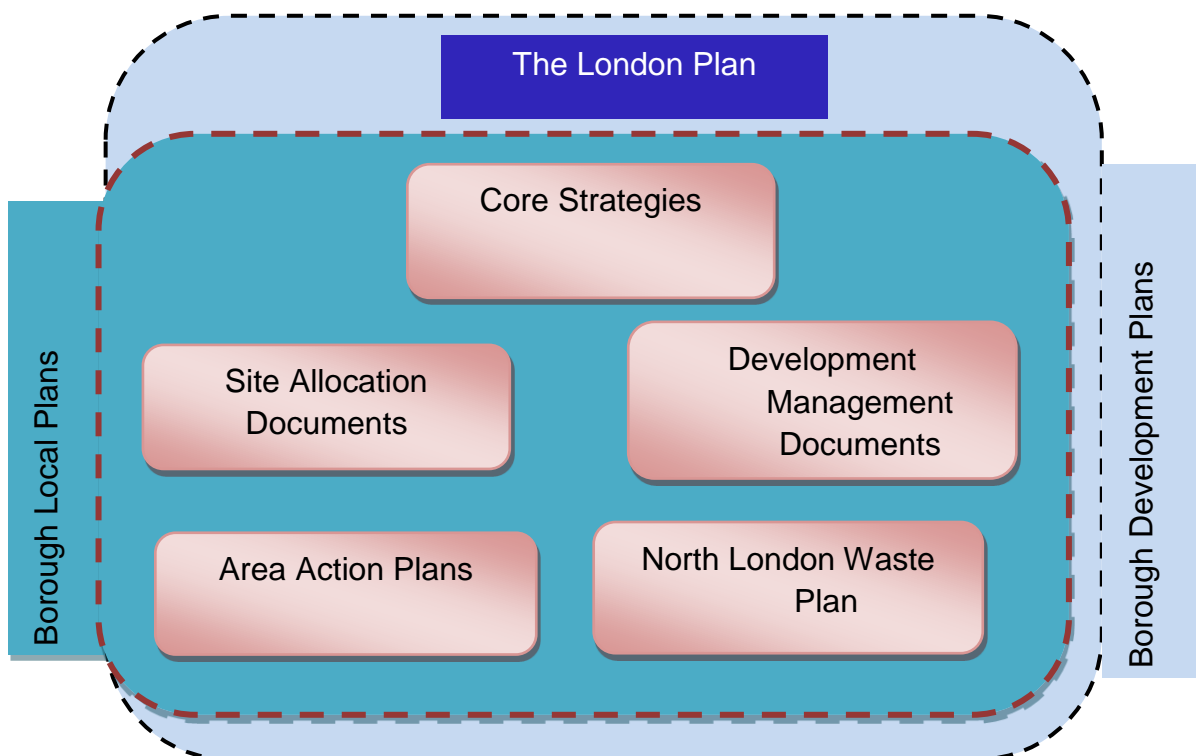 The London Plan
Core Strategies
Site Allocation
Documents
Development
Management
Documents
Area Action Plans
North London Waste
Plan
Borough Local Plans
Borough Development Plans